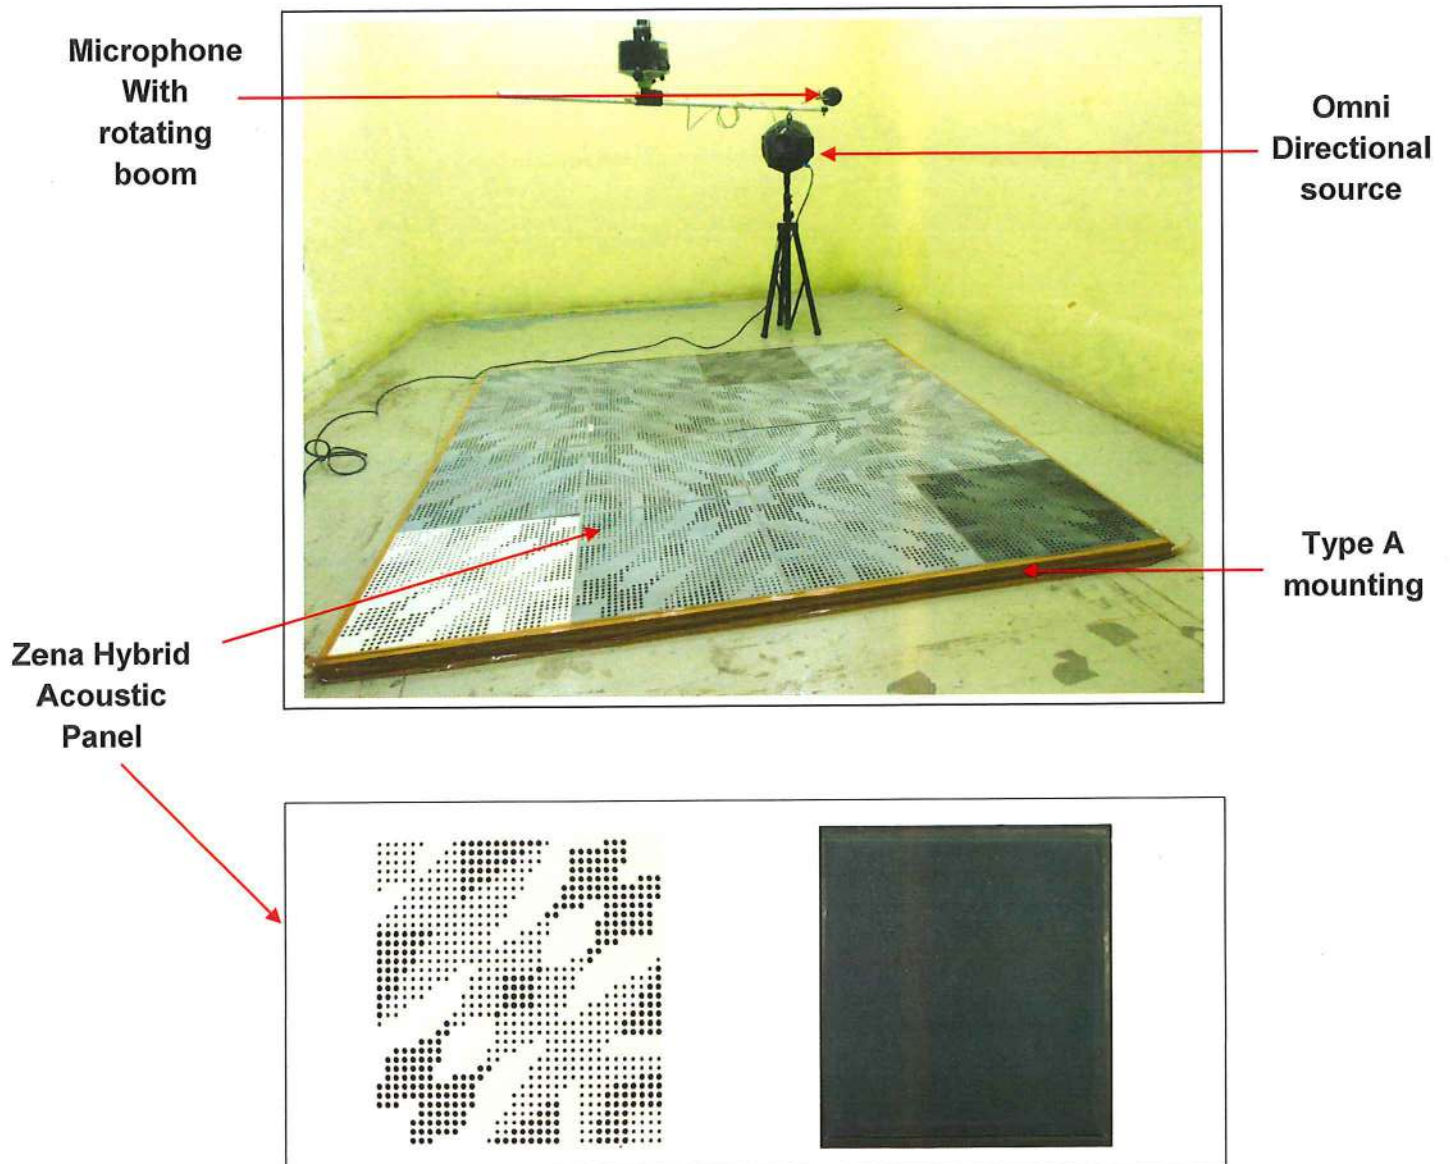 Microphone
With
rotating
boom
Omni
Directional
source
Type A
mounting
Zena Hybrid
Acoustic
Panel